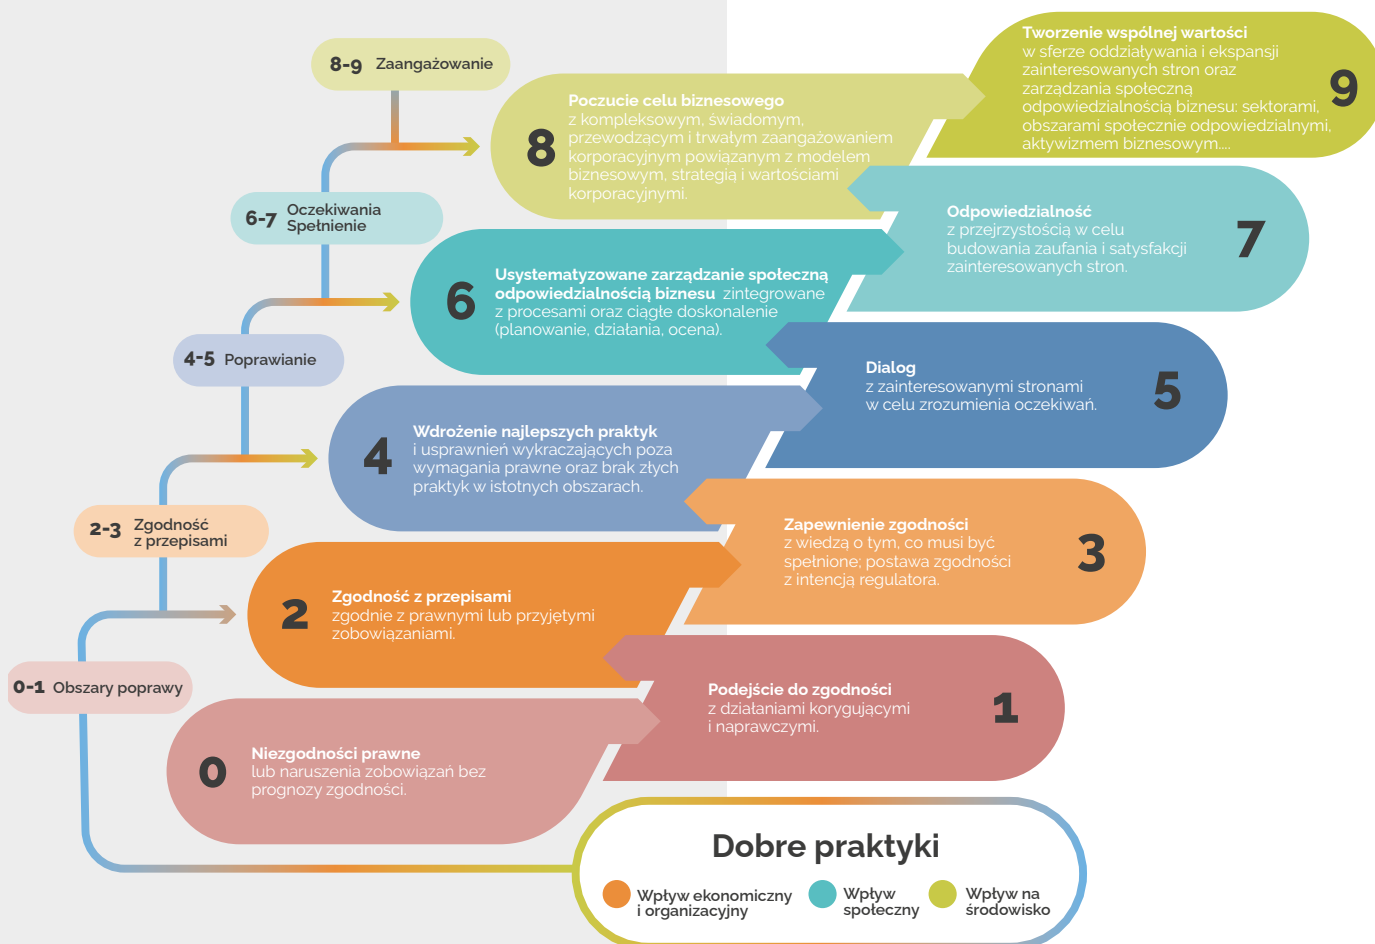 8-9 Zaangażowanie
Tworzenie wspólnej wartości
w sferze oddziaływania i ekspansji
zainteresowanych stron oraz
zarządzania społeczną
odpowiedzialnością biznesu: sektorami,
obszarami społecznie odpowiedzialnymi,
aktywizmem biznesowym....
9
8
Poczucie celu biznesowego
z kompleksowym, świadomym,
przewodzącym i trwałym zaangażowaniem
korporacyjnym powiązanym z modelem
biznesowym, strategią i wartościami
korporacyjnymi.
6-7 Oczekiwania
Spełnienie
Odpowiedzialność
z przejrzystością w celu
budowania zaufania i satysfakcji
zainteresowanych stron.
7
6
Usystematyzowane zarządzanie społeczną
odpowiedzialnością biznesu zintegrowane
z procesami oraz ciągłe doskonalenie
(planowanie, działania, ocena).
4-5 Poprawianie
Dialog
z zainteresowanymi stronami
w celu zrozumienia oczekiwań.
5
4
Wdrożenie najlepszych praktyk
i usprawnień wykraczających poza
wymagania prawne oraz brak złych
praktyk w istotnych obszarach.
2-3 Zgodność
z przepisami
Zapewnienie zgodności
z wiedzą o tym, co musi być
spełnione; postawa zgodności
z intencją regulatora.
3
2
Zgodność z przepisami
zgodnie z prawnymi lub przyjętymi
zobowiązaniami.
0-1 Obszary poprawy
Podejście do zgodności
z działaniami korygującymi
i naprawczymi.
1
0
Niezgodności prawne
lub naruszenia zobowiązań bez
prognozy zgodności.
Dobre praktyki
Wpływ ekonomiczny
i organizacyjny
Wpływ
społeczny
Wpływ na
środowisko